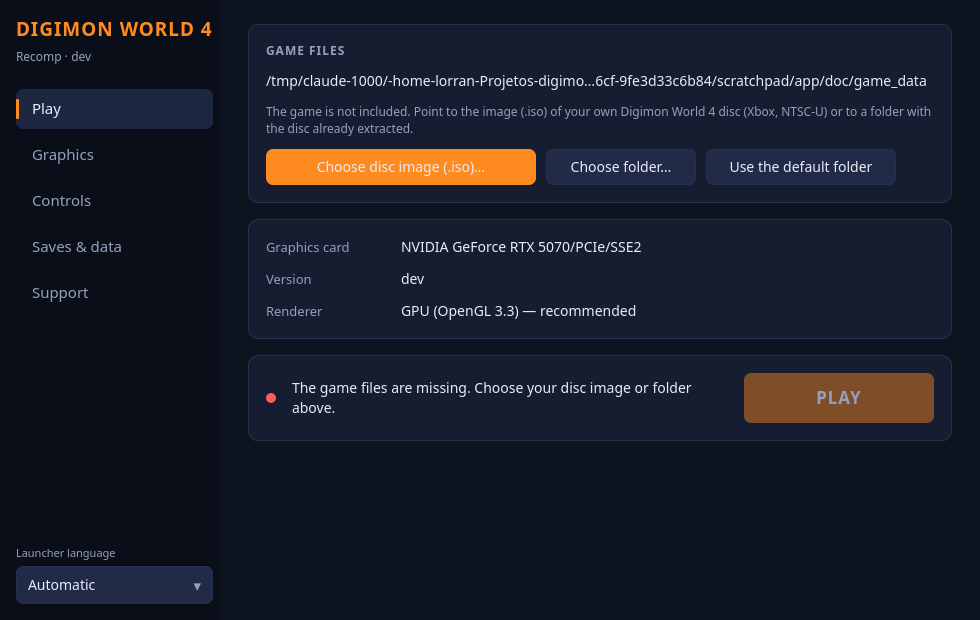 DIGIMON WORLD 4
Recomp · dev
Play
Graphics
Controls
Saves & data
Support
Launcher language
Automatic
GAME FILES
/tmp/claude-1000/-home-lorran-Projetos-digimo...6cf-9fe3d33c6b84/scratchpad/app/doc/game_data
The game is not included. Point to the image (.iso) of your own Digimon World 4 disc (Xbox, NTSC-U) or to a folder with
the disc already extracted.
Choose disc image (.iso)...
Choose folder...
Use the default folder
Graphics card NVIDIA GeForce RTX 5070/PCIe/SSE2
Version dev
Renderer GPU (OpenGL 3.3) — recommended
The game files are missing. Choose your disc image or folder
above.
PLAY